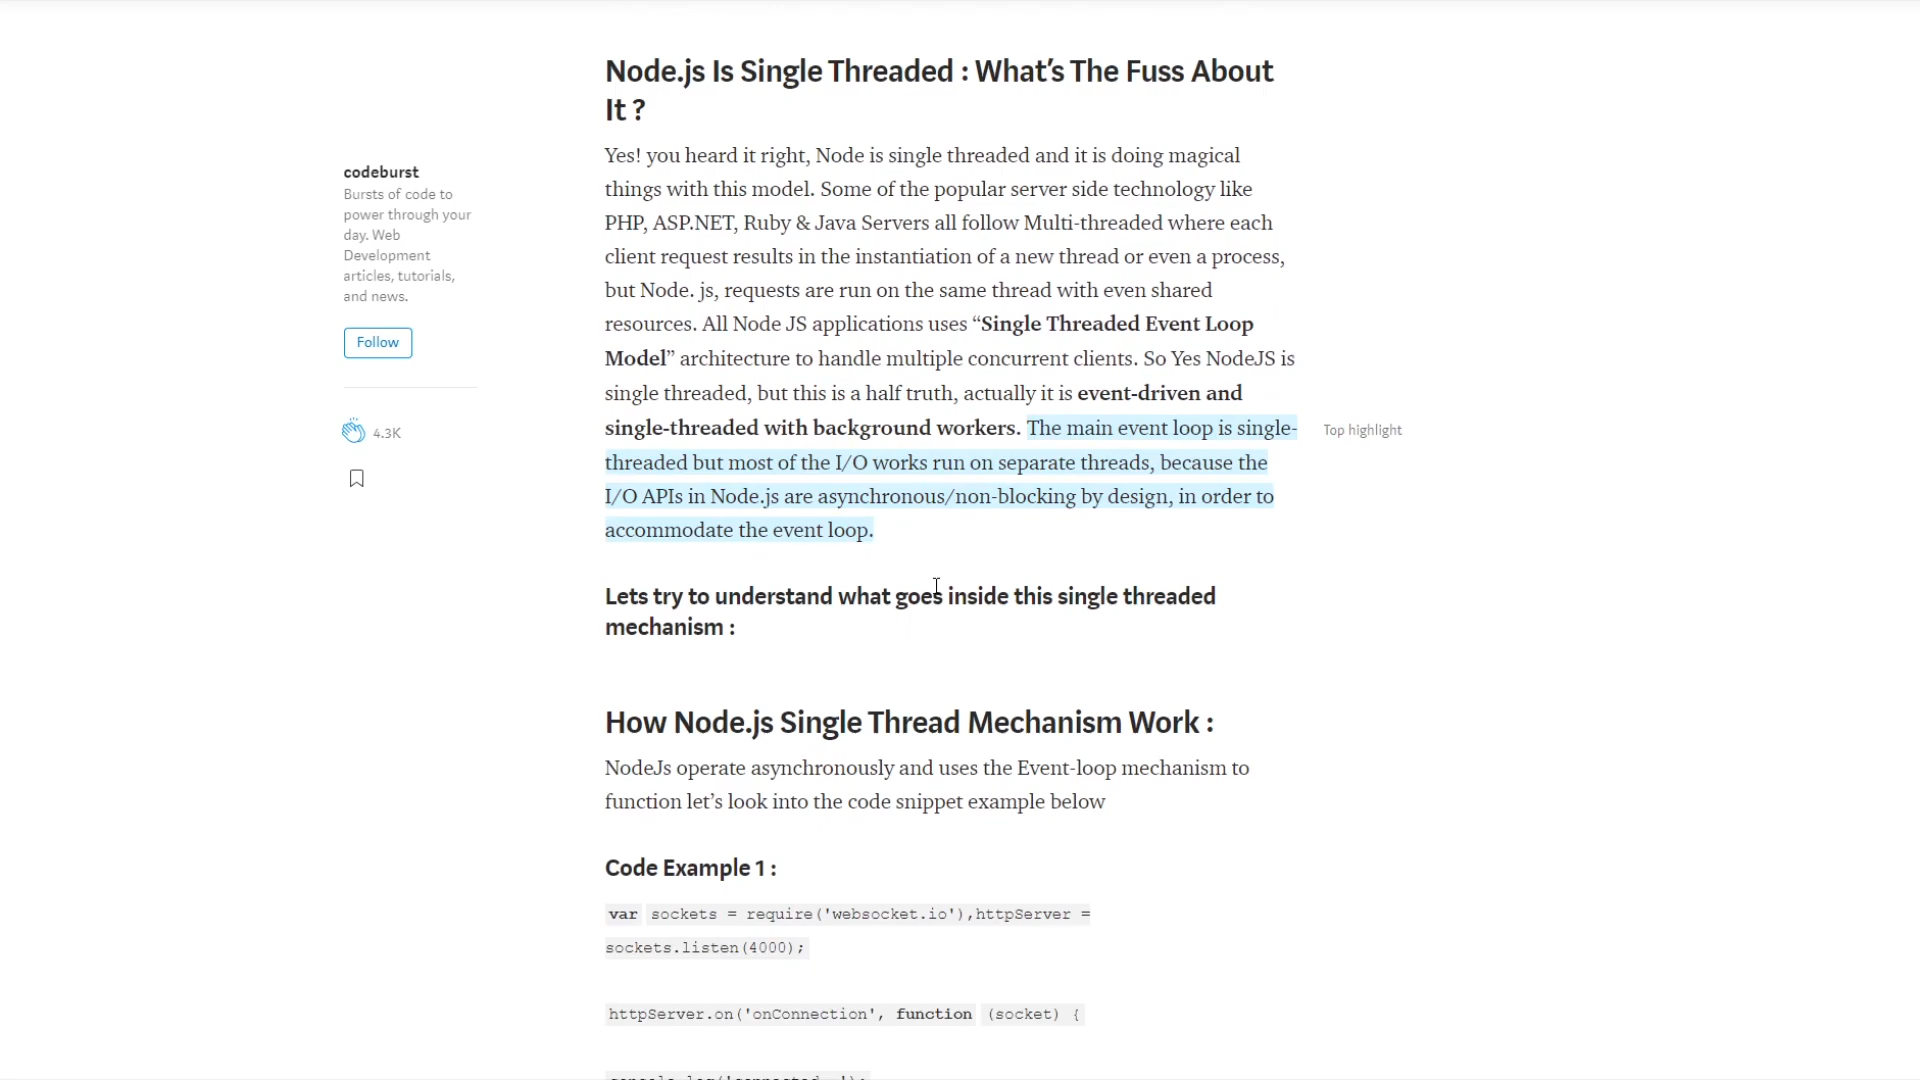 Node.js Is Single Threaded : What’s The Fuss About
It ?
codeburst
Bursts of code to
power through your
day. Web
Development
articles, tutorials,
and news.
Follow
4.3K
Yes! you heard it right, Node is single threaded and it is doing magical
things with this model. Some of the popular server side technology like
PHP, ASP.NET, Ruby & Java Servers all follow Multi-threaded where each
client request results in the instantiation of a new thread or even a process,
but Node. js, requests are run on the same thread with even shared
resources. All Node JS applications uses “Single Threaded Event Loop
Model” architecture to handle multiple concurrent clients. So Yes NodeJS is
single threaded, but this is a half truth, actually it is event-driven and
single-threaded with background workers. The main event loop is single-
threaded but most of the I/O works run on separate threads, because the
I/O APIs in Node.js are asynchronous/non-blocking by design, in order to
accommodate the event loop.
Top highlight
Lets try to understand what goes inside this single threaded
mechanism :
How Node.js Single Thread Mechanism Work :
NodeJs operate asynchronously and uses the Event-loop mechanism to
function let’s look into the code snippet example below
Code Example 1 :
var sockets = require('websocket.io'),httpServer =
sockets.listen(4000);
httpServer.on('onConnection', function (socket) {